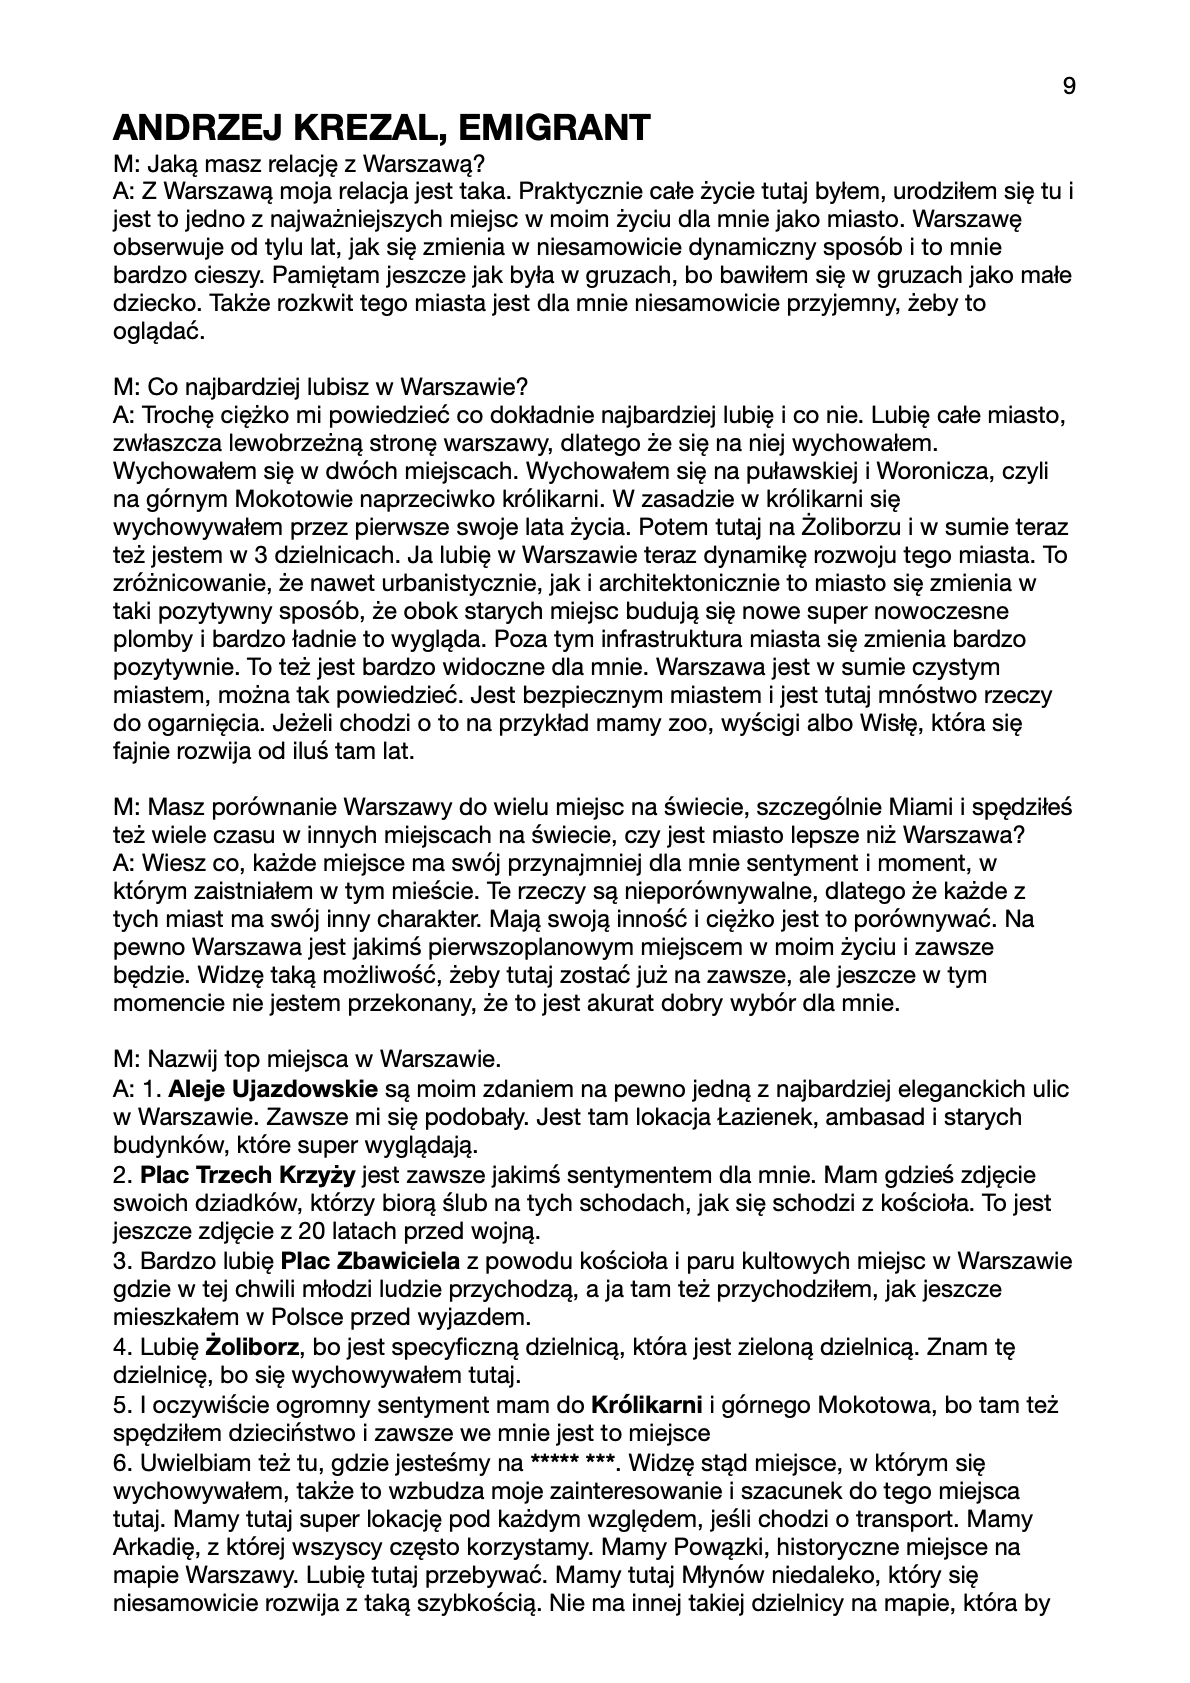 9
ANDRZEJ KREZAL, EMIGRANT
M: Jaką masz relację z Warszawą?
A: Z Warszawą moja relacja jest taka. Praktycznie całe życie tutaj byłem, urodziłem się tu i
jest to jedno z najważniejszych miejsc w moim życiu dla mnie jako miasto. Warszawę
obserwuje od tylu lat, jak się zmienia w niesamowicie dynamiczny sposób i to mnie
bardzo cieszy. Pamiętam jeszcze jak była w gruzach, bo bawiłem się w gruzach jako małe
dziecko. Także rozkwit tego miasta jest dla mnie niesamowicie przyjemny, żeby to
oglądać.
M: Co najbardziej lubisz w Warszawie?
A: Trochę ciężko mi powiedzieć co dokładnie najbardziej lubię i co nie. Lubię całe miasto,
zwłaszcza lewobrzeżną stronę warszawy, dlatego że się na niej wychowałem.
Wychowałem się w dwóch miejscach. Wychowałem się na puławskiej i Woronicza, czyli
na górnym Mokotowie naprzeciwko królikarni. W zasadzie w królikarni się
wychowywałem przez pierwsze swoje lata życia. Potem tutaj na Żoliborzu i w sumie teraz
też jestem w 3 dzielnicach. Ja lubię w Warszawie teraz dynamikę rozwoju tego miasta. To
zróżnicowanie, że nawet urbanistycznie, jak i architektonicznie to miasto się zmienia w
taki pozytywny sposób, że obok starych miejsc budują się nowe super nowoczesne
plomby i bardzo ładnie to wygląda. Poza tym infrastruktura miasta się zmienia bardzo
pozytywnie. To też jest bardzo widoczne dla mnie. Warszawa jest w sumie czystym
miastem, można tak powiedzieć. Jest bezpiecznym miastem i jest tutaj mnóstwo rzeczy
do ogarnięcia. Jeżeli chodzi o to na przykład mamy zoo, wyścigi albo Wisłę, która się
fajnie rozwija od iluś tam lat.
M: Masz porównanie Warszawy do wielu miejsc na świecie, szczególnie Miami i spędziłeś
też wiele czasu w innych miejscach na świecie, czy jest miasto lepsze niż Warszawa?
A: Wiesz co, każde miejsce ma swój przynajmniej dla mnie sentyment i moment, w
którym zaistniałem w tym mieście. Te rzeczy są nieporównywalne, dlatego że każde z
tych miast ma swój inny charakter. Mają swoją inność i ciężko jest to porównywać. Na
pewno Warszawa jest jakimś pierwszoplanowym miejscem w moim życiu i zawsze
będzie. Widzę taką możliwość, żeby tutaj zostać już na zawsze, ale jeszcze w tym
momencie nie jestem przekonany, że to jest akurat dobry wybór dla mnie.
M: Nazwij top miejsca w Warszawie.
A: 1. Aleje Ujazdowskie są moim zdaniem na pewno jedną z najbardziej eleganckich ulic
w Warszawie. Zawsze mi się podobały. Jest tam lokacja Łazienek, ambasad i starych
budynków, które super wyglądają.
2. Plac Trzech Krzyży jest zawsze jakimś sentymentem dla mnie. Mam gdzieś zdjęcie
swoich dziadków, którzy biorą ślub na tych schodach, jak się schodzi z kościoła. To jest
jeszcze zdjęcie z 20 latach przed wojną.
3. Bardzo lubię Plac Zbawiciela z powodu kościoła i paru kultowych miejsc w Warszawie
gdzie w tej chwili młodzi ludzie przychodzą, a ja tam też przychodziłem, jak jeszcze
mieszkałem w Polsce przed wyjazdem.
4. Lubię Żoliborz, bo jest specyficzną dzielnicą, która jest zieloną dzielnicą. Znam tę
dzielnicę, bo się wychowywałem tutaj.
5. I oczywiście ogromny sentyment mam do Królikarni i górnego Mokotowa, bo tam też
spędziłem dzieciństwo i zawsze we mnie jest to miejsce
6. Uwielbiam też tu, gdzie jesteśmy na ***** ***. Widzę stąd miejsce, w którym się
wychowywałem, także to wzbudza moje zainteresowanie i szacunek do tego miejsca
tutaj. Mamy tutaj super lokację pod każdym względem, jeśli chodzi o transport. Mamy
Arkadię, z której wszyscy często korzystamy. Mamy Powązki, historyczne miejsce na
mapie Warszawy. Lubię tutaj przebywać. Mamy tutaj Młynów niedaleko, który się
niesamowicie rozwija z taką szybkością. Nie ma innej takiej dzielnicy na mapie, która by